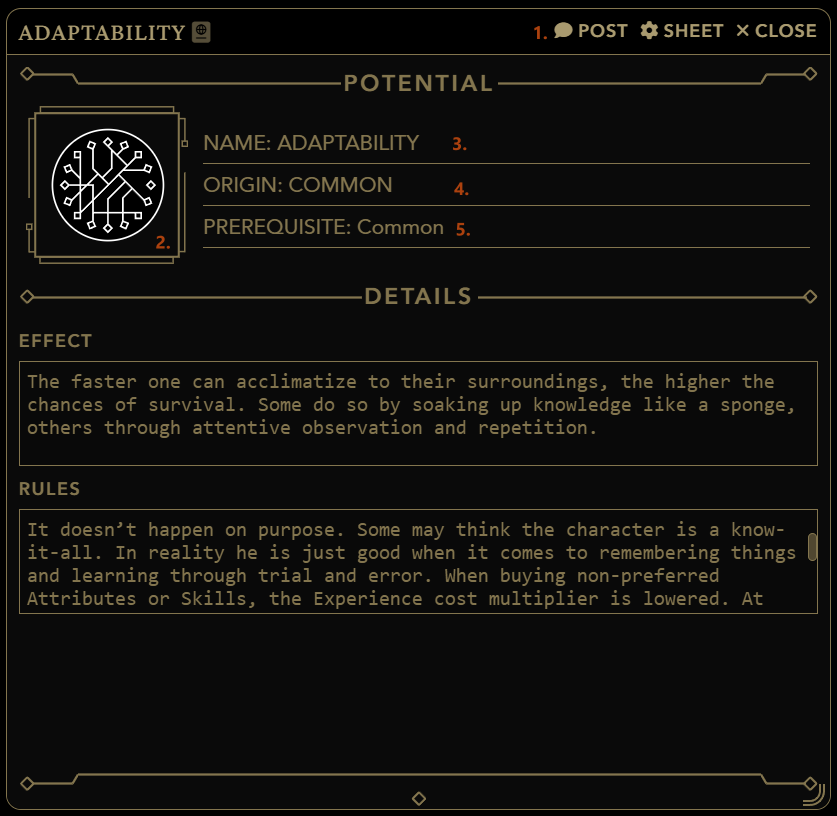 ADAPTABILITY
1. POST SHEET CLOSE
POTENTIAL
NAME: ADAPTABILITY 3.
ORIGIN: COMMON 4.
PREREQUISITE: Common 5.
2.
DETAILS
EFFECT
The faster one can acclimatize to their surroundings, the higher the
chances of survival. Some do so by soaking up knowledge like a sponge,
others through attentive observation and repetition.
RULES
It doesn’t happen on purpose. Some may think the character is a know-
it-all. In reality he is just good when it comes to remembering things
and learning through trial and error. When buying non-preferred
Attributes or Skills, the Experience cost multiplier is lowered. At